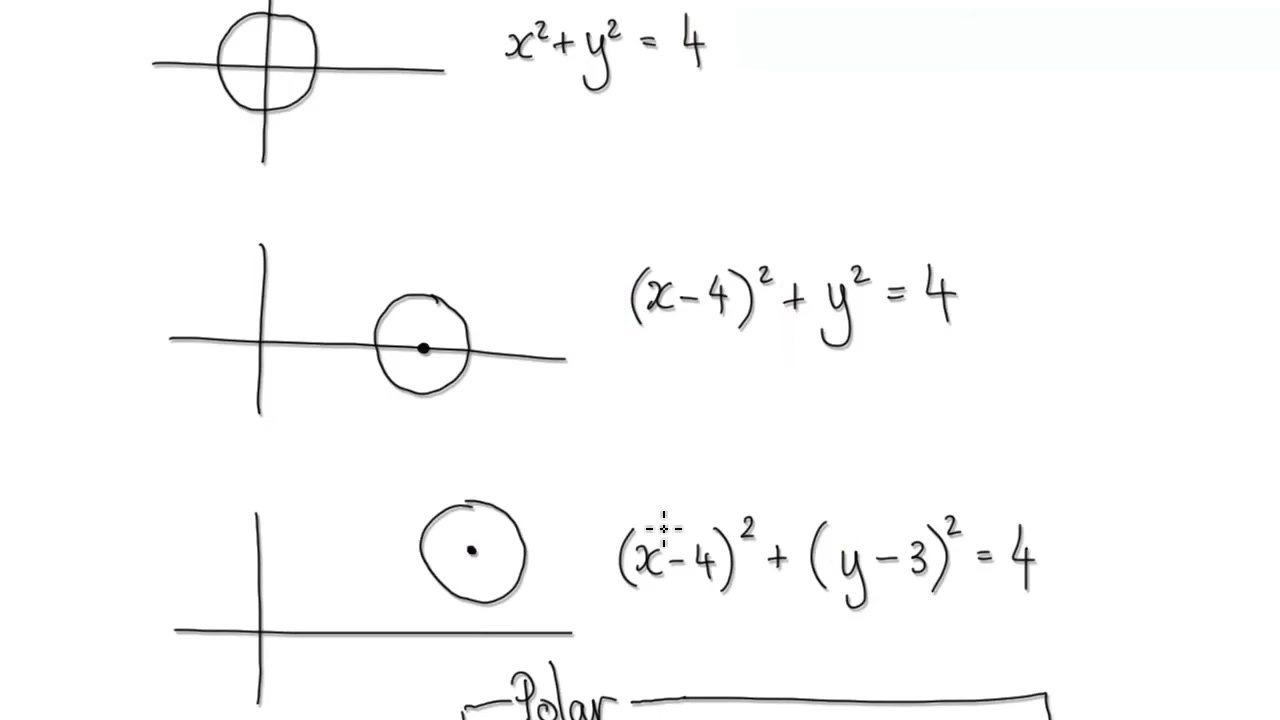 x² + y² = 4
(x - 4)² + y² = 4
(x - 4)² + (y - 3)² = 4
Polar